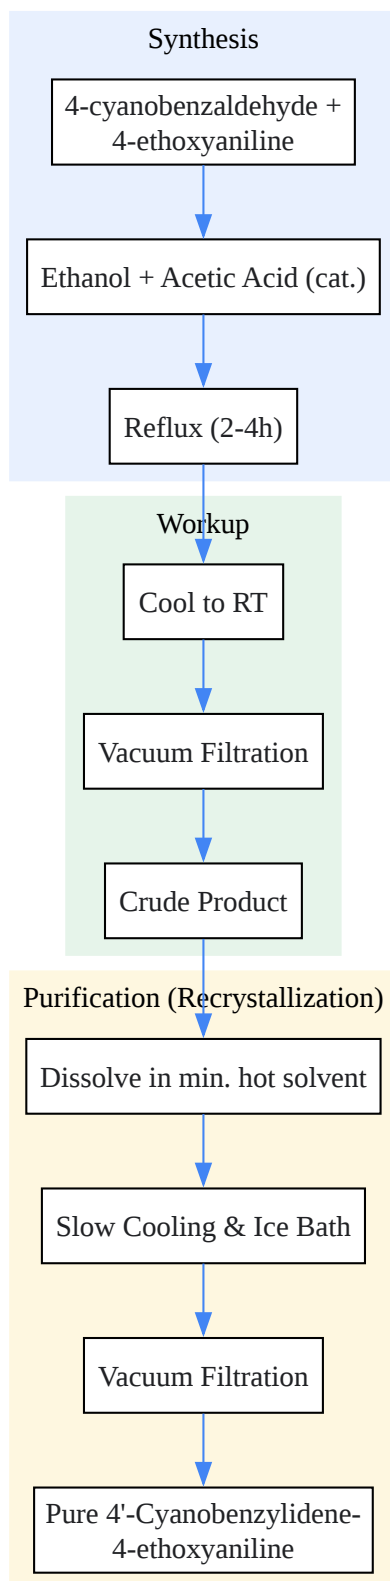 Synthesis
4-cyanobenzaldehyde +
4-ethoxyaniline
Ethanol + Acetic Acid (cat.)
Reflux (2-4h)
Workup
Cool to RT
Vacuum Filtration
Crude Product
Purification (Recrystallization)
Dissolve in min. hot solvent
Slow Cooling & Ice Bath
Vacuum Filtration
Pure 4'-Cyanobenzylidene-
4-ethoxyaniline